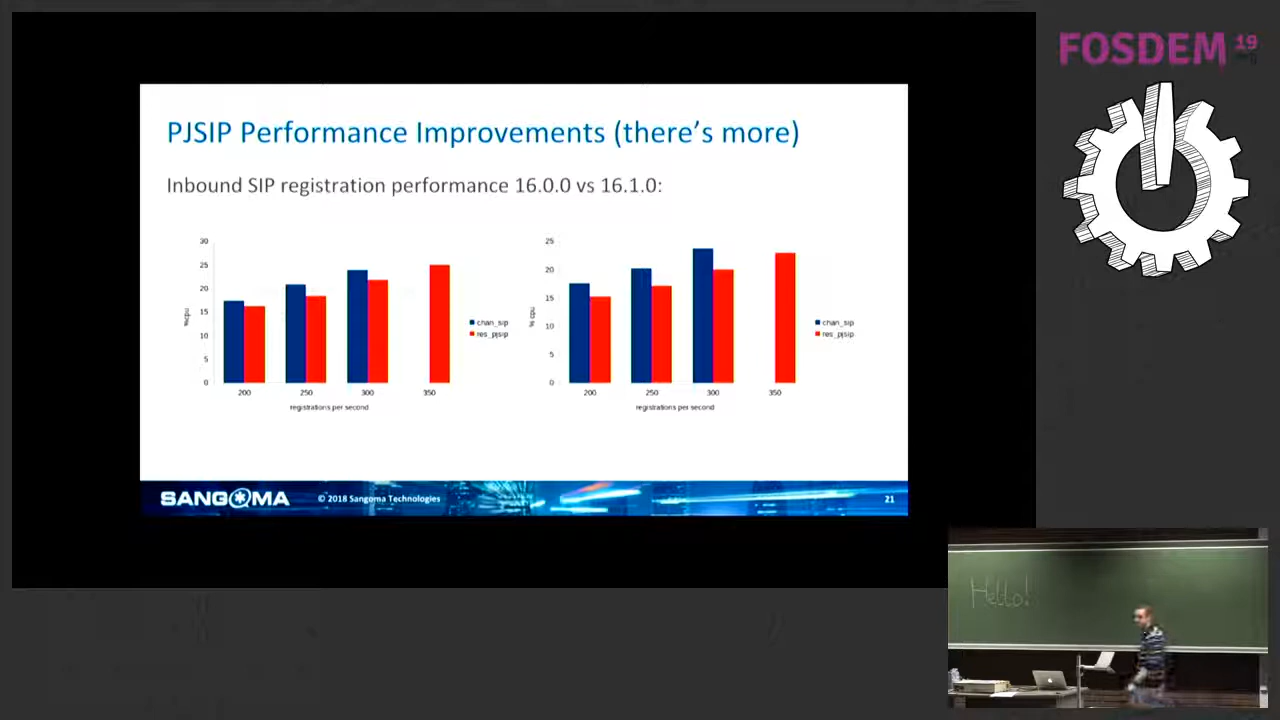 FOSDEM 19
PJSIP Performance Improvements (there's more)
Inbound SIP registration performance 16.0.0 vs 16.1.0:
30
25
20
15
10
5
0
%cpu
200 250 300 350
registrations per second
chan_sip
res_pjsip
25
20
15
10
5
0
% cpu
200 250 300 350
registrations per second
chan_sip
res_pjsip
SANGOMA © 2018 Sangoma Technologies 21
Hello!